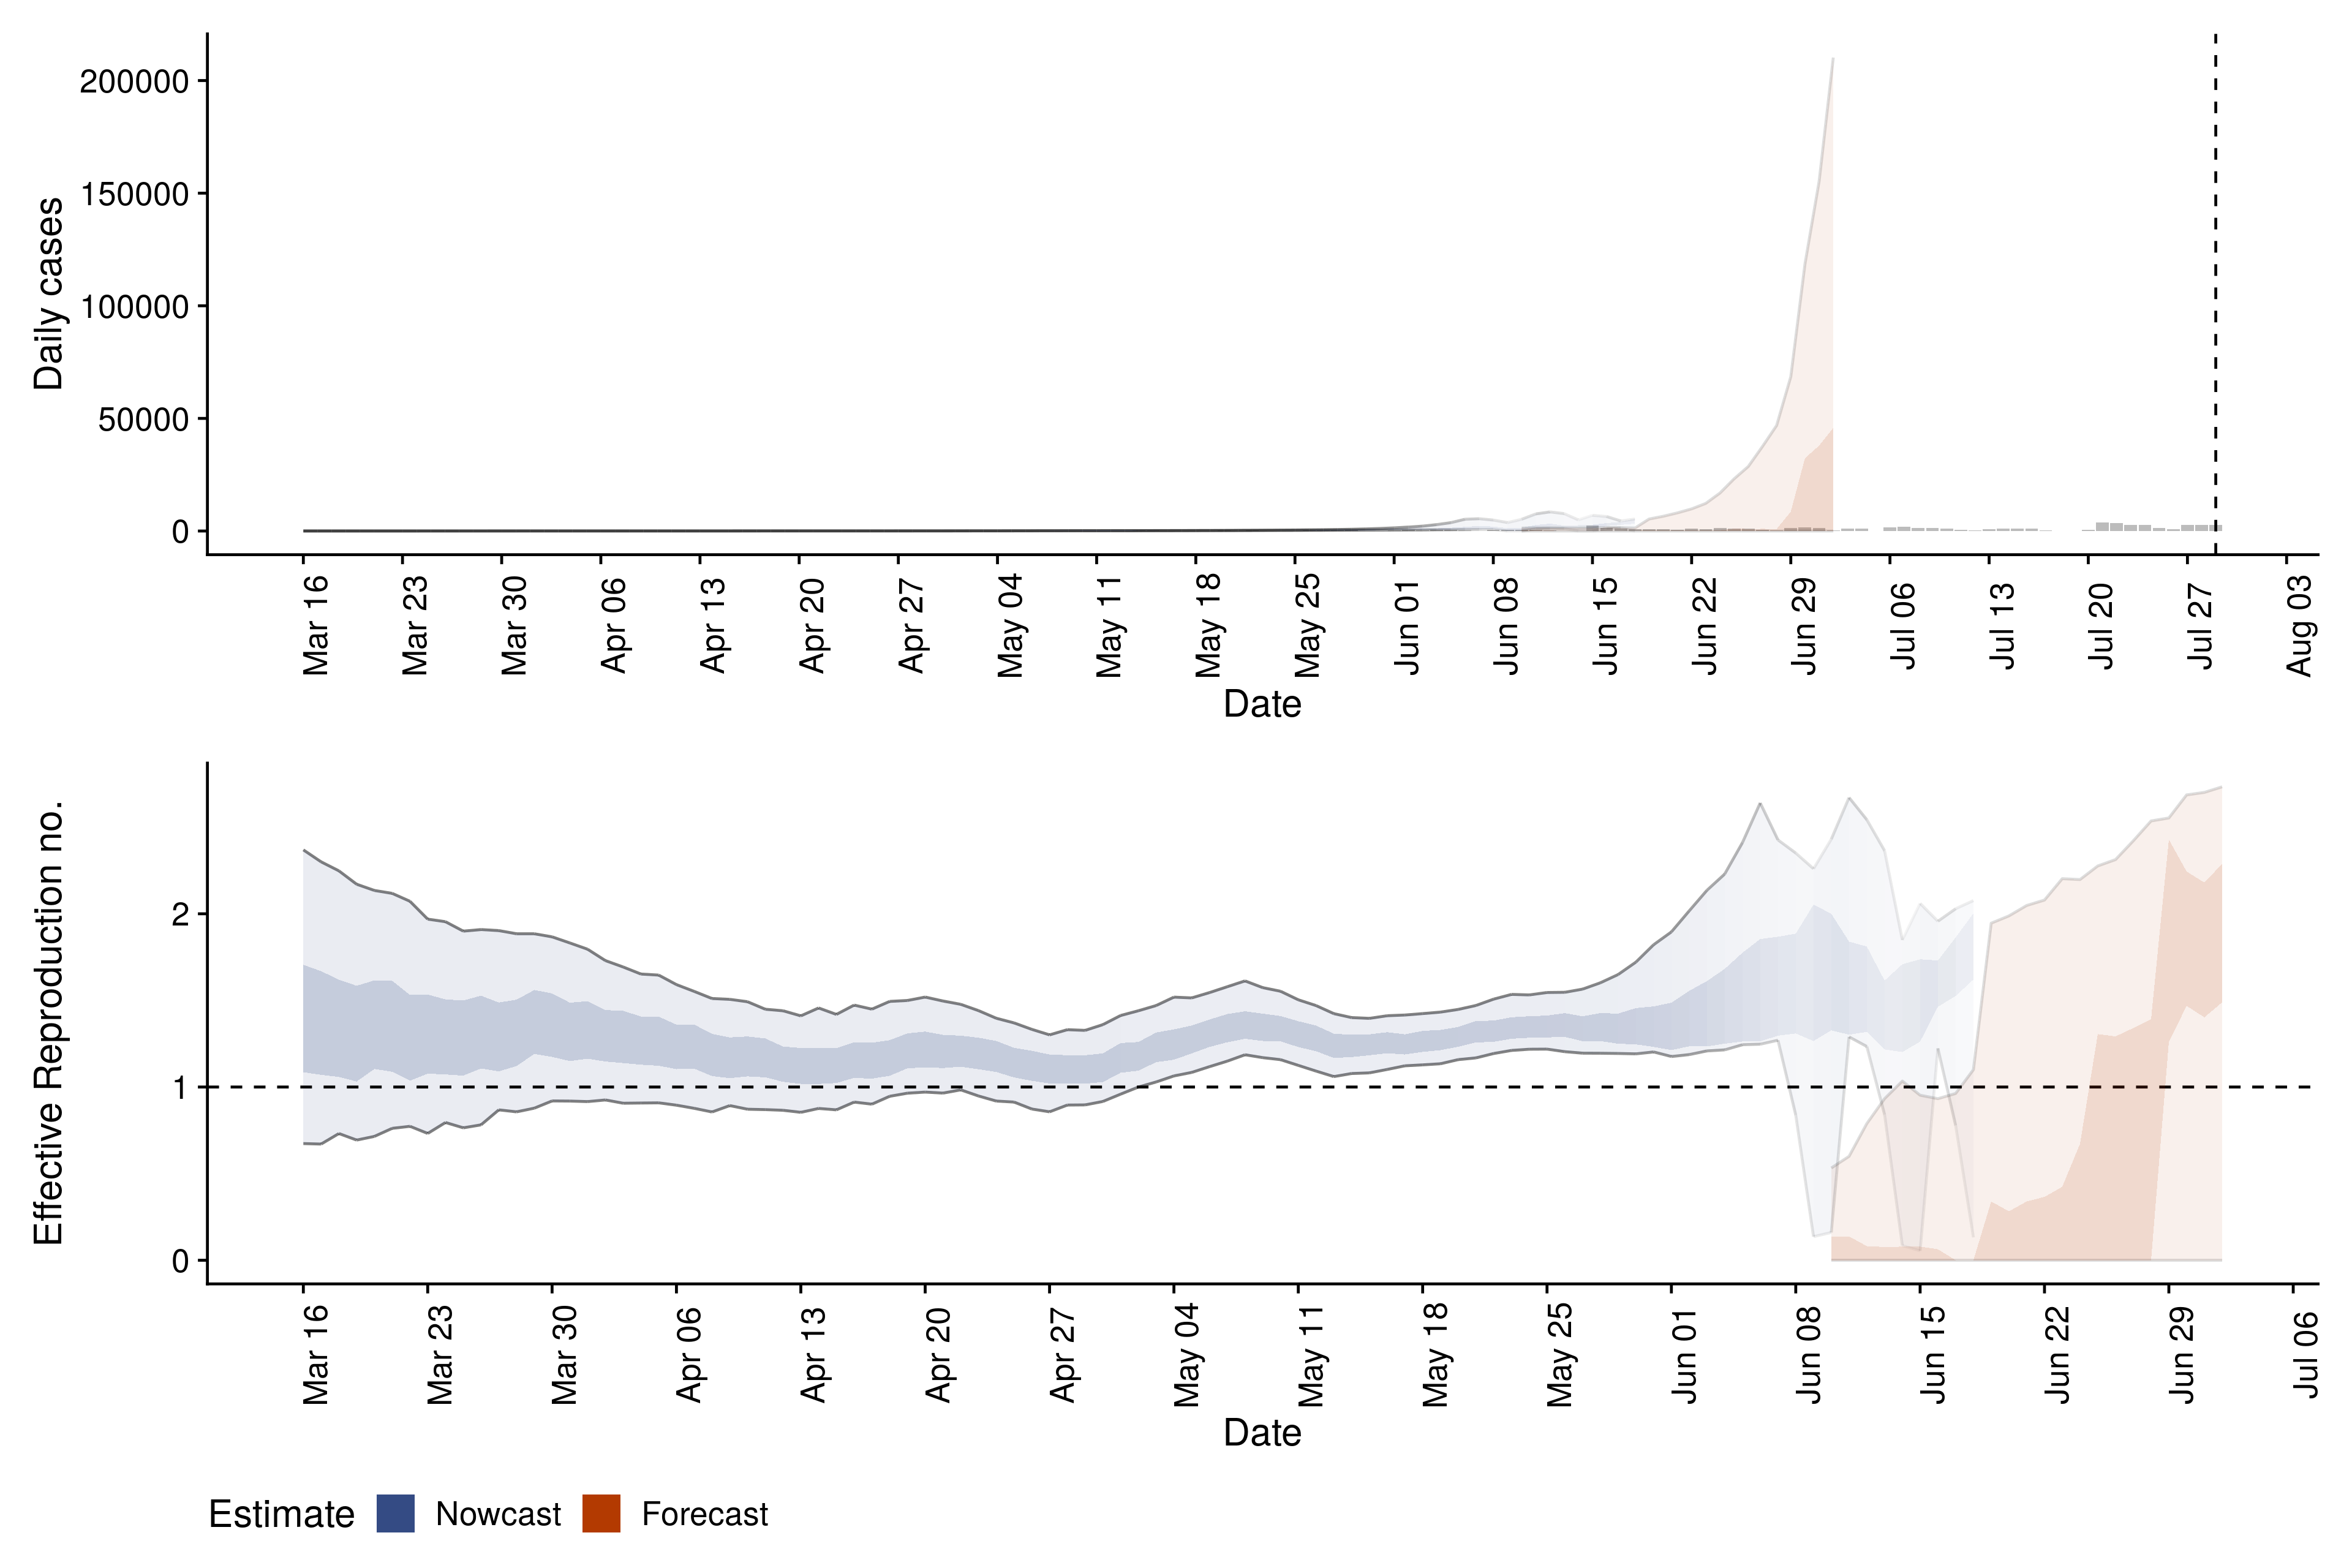 Daily cases
200000
150000
100000
50000
0
Mar 16 Mar 23 Mar 30 Apr 06 Apr 13 Apr 20 Apr 27 May 04 May 11 May 18 May 25 Jun 01 Jun 08 Jun 15 Jun 22 Jun 29 Jul 06 Jul 13 Jul 20 Jul 27 Aug 03
Date
Effective Reproduction no.
2
1
0
Mar 16 Mar 23 Mar 30 Apr 06 Apr 13 Apr 20 Apr 27 May 04 May 11 May 18 May 25 Jun 01 Jun 08 Jun 15 Jun 22 Jun 29 Jul 06
Date
Estimate Nowcast Forecast